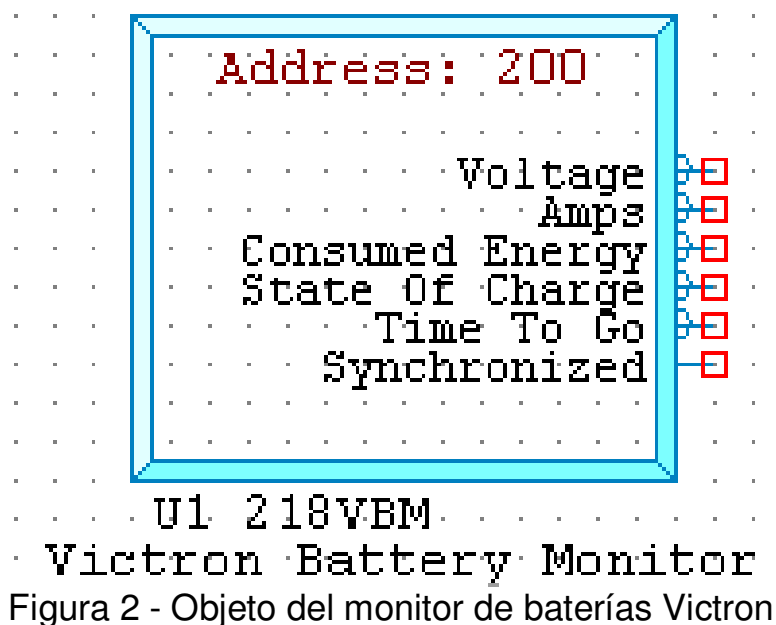 Address: 200
Voltage
Amps
Consumed Energy
State Of Charge
Time To Go
Synchronized
U1 218VBM
Victron Battery Monitor
Figura 2 - Objeto del monitor de baterías Victron